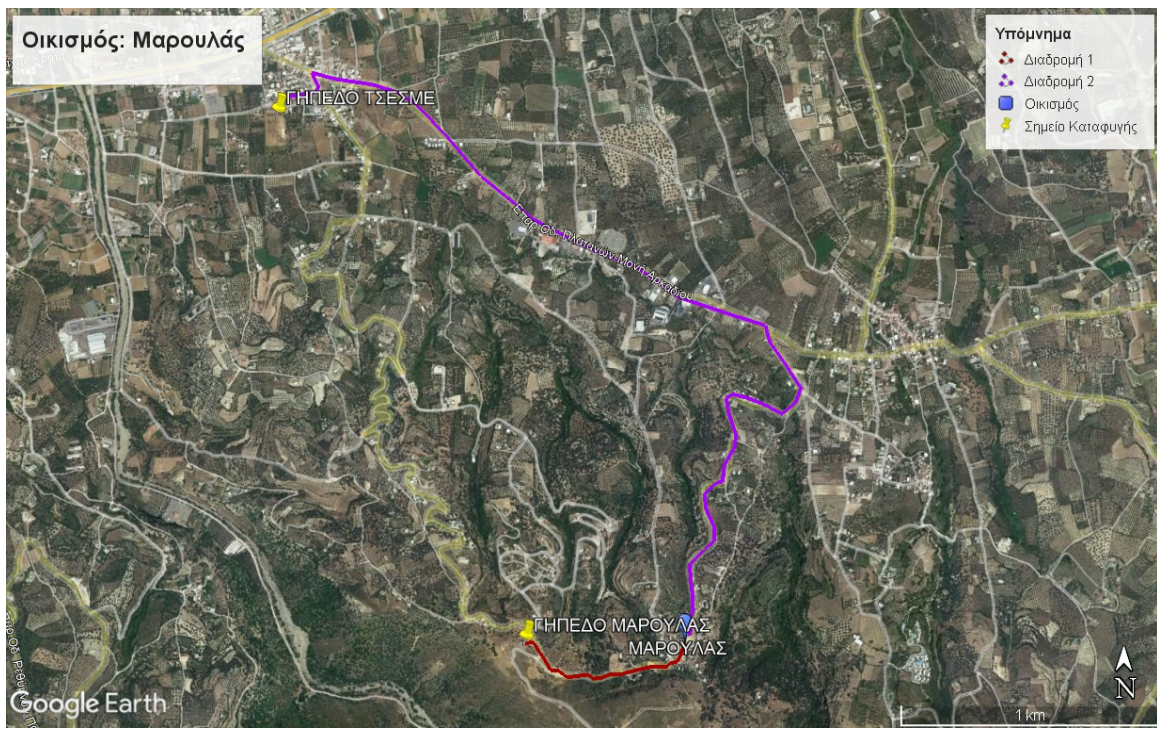 Οικισμός: Μαρουλάς
Υπόμνημα
Διαδρομή 1
Διαδρομή 2
Οικισμός
Σημείο Καταφυγής
ΓΗΠΕΔΟ ΤΣΕΣΜΕ
Επαρ.Οδ. Πλατανών-Μονή Αρκαδίου
ΓΗΠΕΔΟ ΜΑΡΟΥΛΑΣ
ΜΑΡΟΥΛΑΣ
Google Earth
N
1 km